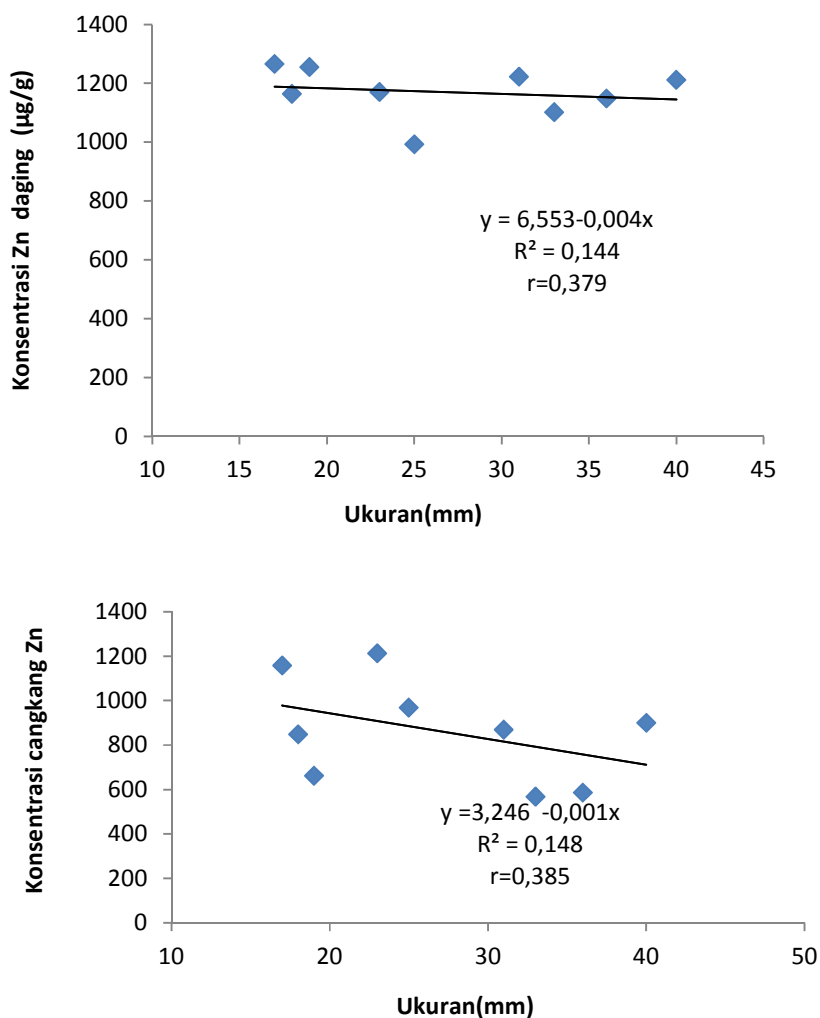 Konsentrasi Zn daging (µg/g)
1400
1200
1000
800
600
400
200
0
y = 6,553-0,004x
R² = 0,144
r=0,379
10 15 20 25 30 35 40 45
Ukuran(mm)
Konsentrasi cangkang Zn
1400
1200
1000
800
600
400
200
0
y =3,246 -0,001x
R² = 0,148
r=0,385
10 20 30 40 50
Ukuran(mm)